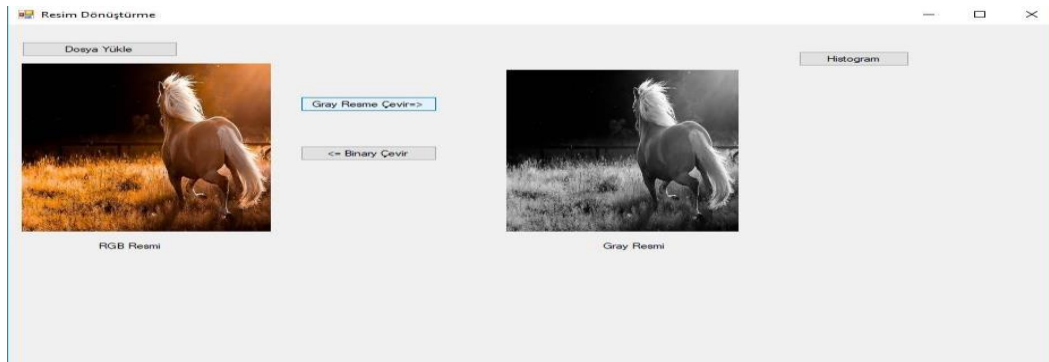 Resim Dönüştürme
Dosya Yükle
Histogram
Gray Resme Çevir=>
<= Binary Çevir
RGB Resmi
Gray Resmi